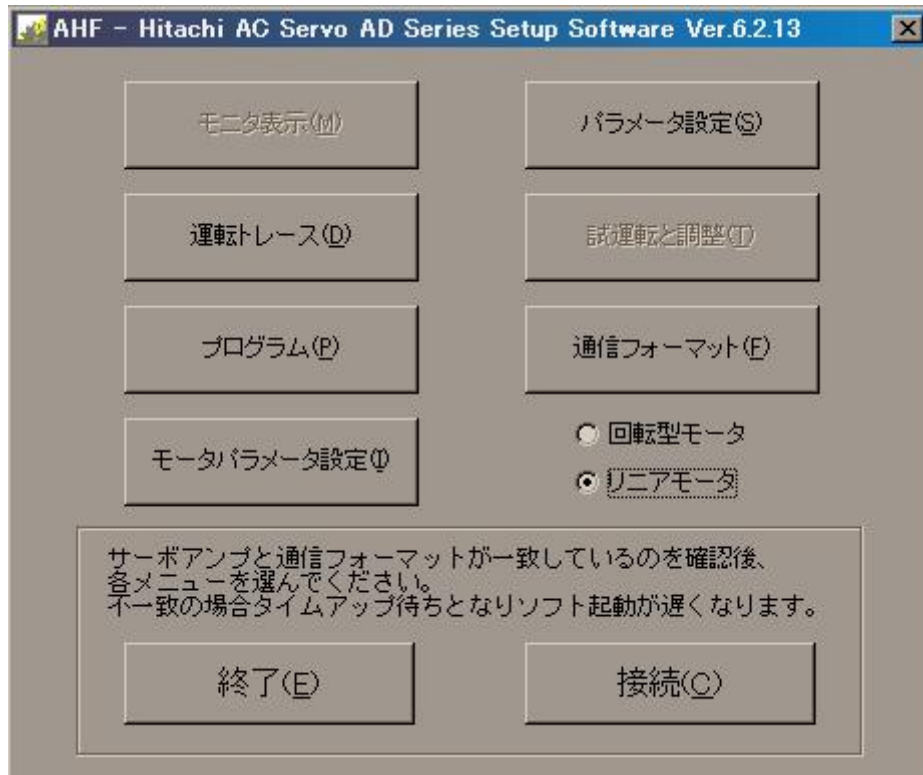 AHF - Hitachi AC Servo AD Series Setup Software Ver.6.2.13
モニタ表示(M)
パラメータ設定(S)
運転トレース(D)
試運転と調整(T)
プログラム(P)
通信フォーマット(F)
モータパラメータ設定(I)
回転型モータ
リニアモータ
サーボアンプと通信フォーマットが一致しているのを確認後、
各メニューを選んでください。
不一致の場合タイムアップ待ちとなりソフト起動が遅くなります。
終了(E)
接続(C)